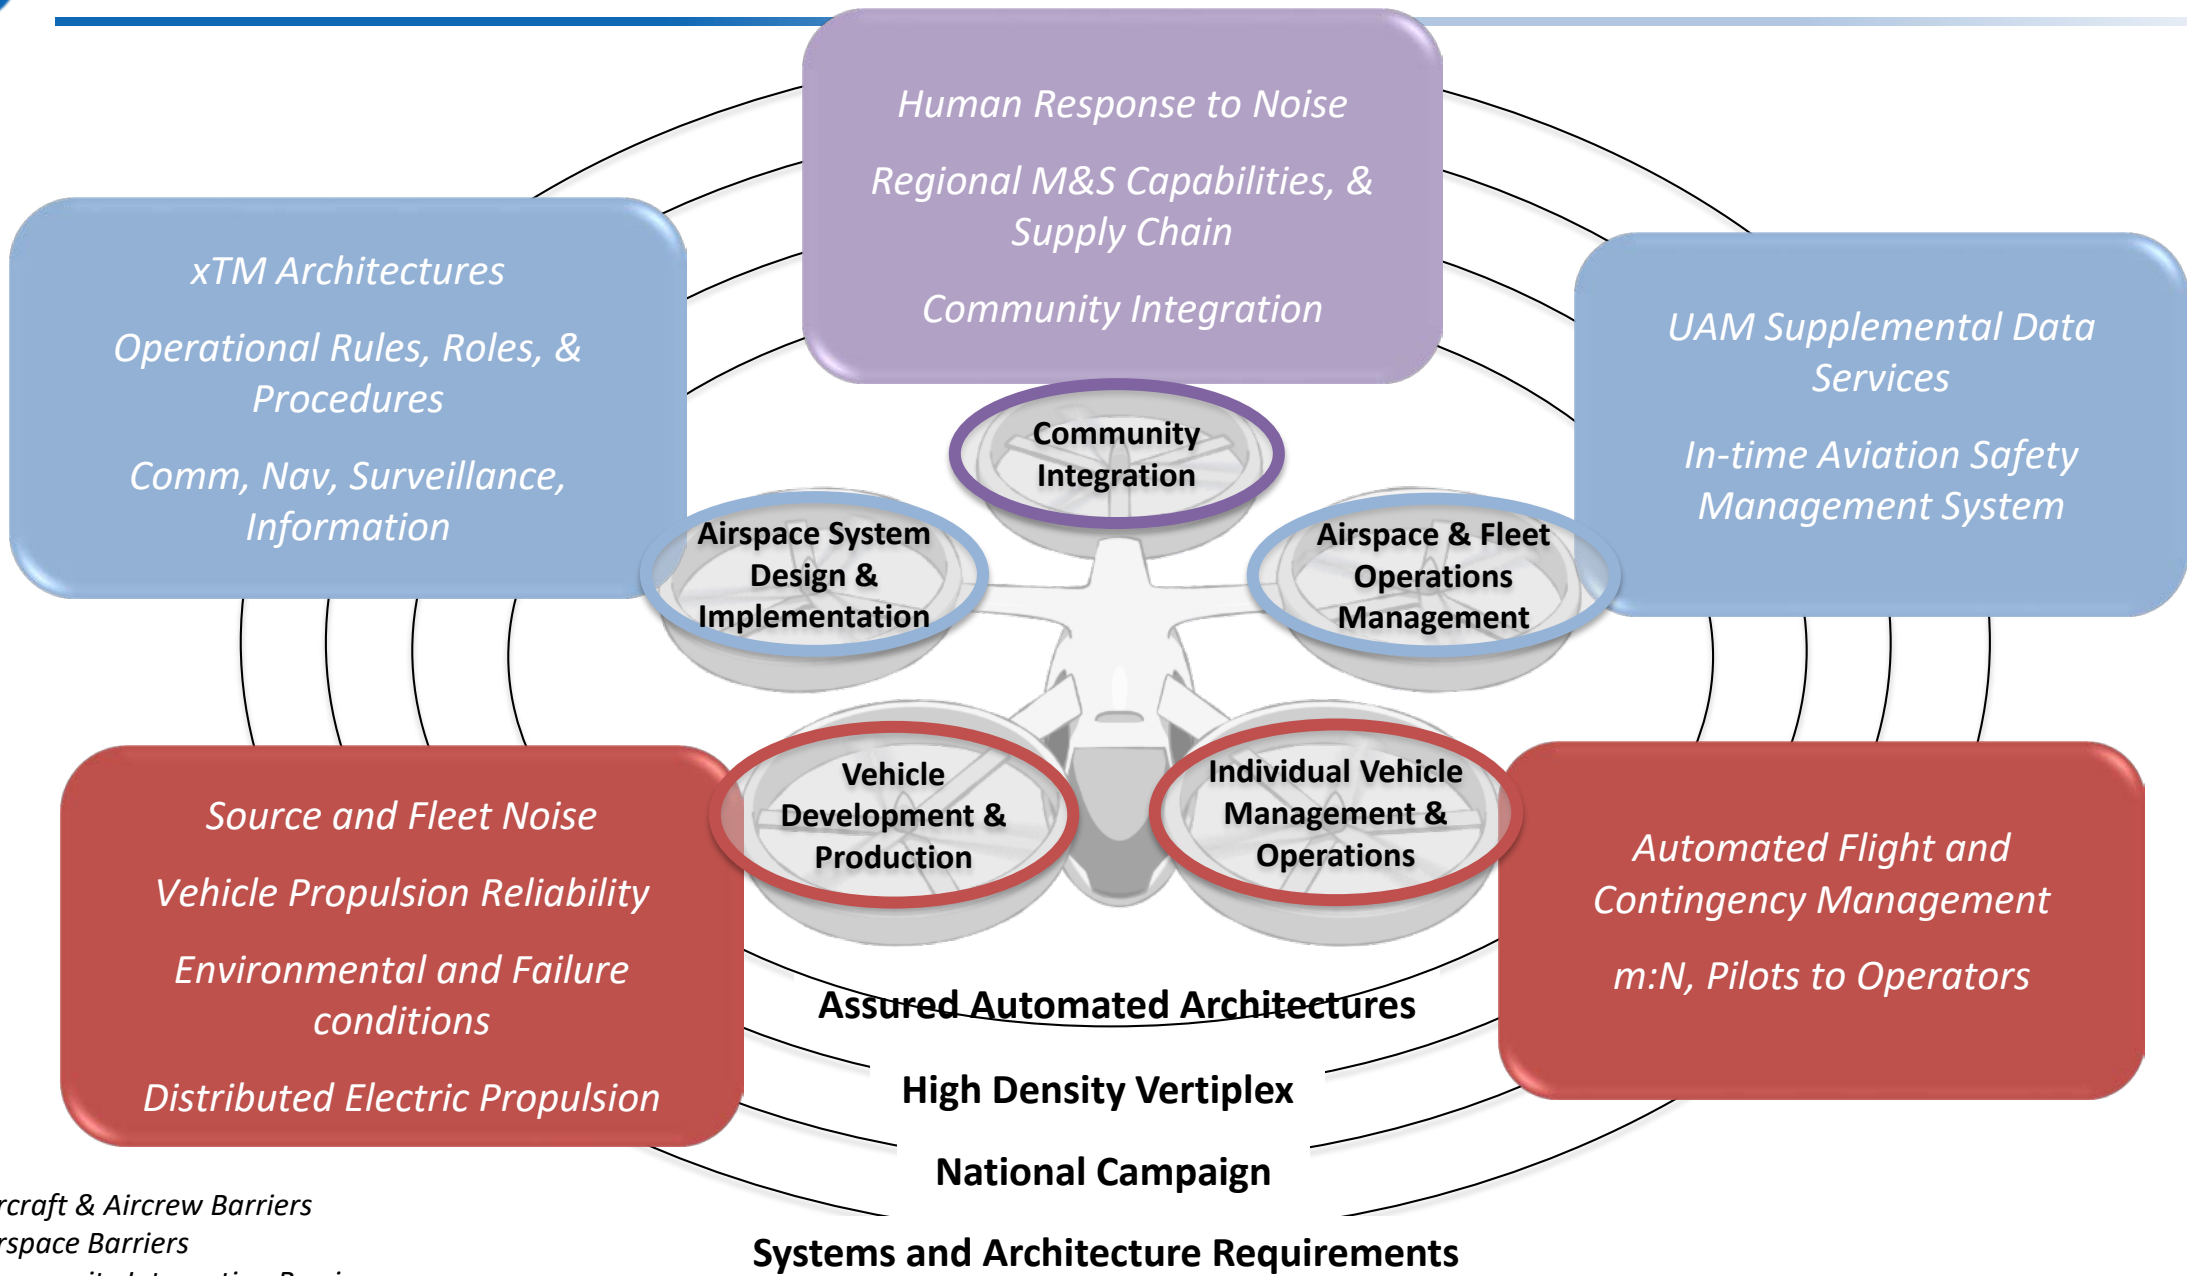 Human Response to Noise
Regional M&S Capabilities, &
Supply Chain
Community Integration
xTM Architectures
Operational Rules, Roles, &
Procedures
Comm, Nav, Surveillance,
Information
UAM Supplemental Data
Services
In-time Aviation Safety
Management System
Community
Integration
Airspace System
Design &
Implementation
Airspace & Fleet
Operations
Management
Vehicle
Development &
Production
Individual Vehicle
Management &
Operations
Source and Fleet Noise
Vehicle Propulsion Reliability
Environmental and Failure
conditions
Distributed Electric Propulsion
Automated Flight and
Contingency Management
m:N, Pilots to Operators
Assured Automated Architectures
High Density Vertiplex
National Campaign
Systems and Architecture Requirements
rcraft & Aircrew Barriers
rspace Barriers